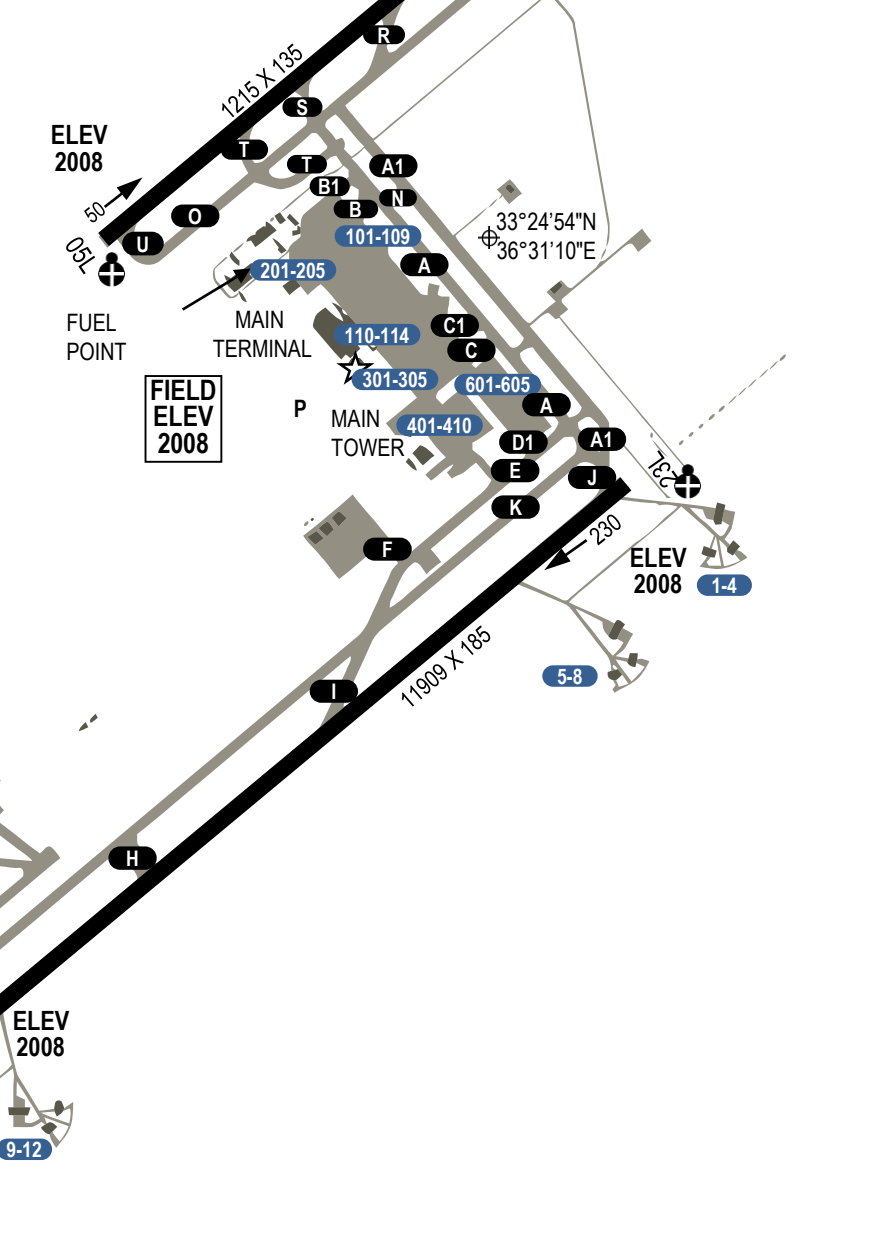 R
1215 X 135
S
ELEV
2008
T
T
A1
B1
N
50
B
O
33°24'54"N
101-109
U
36°31'10"E
05L
A
201-205
FUEL
POINT
MAIN
TERMINAL
C1
110-114
C
301-305
601-605
FIELD
ELEV
2008
P
A
MAIN
TOWER
401-410
D1
A1
E
23L
J
K
230
F
ELEV
2008
1-4
11909 X 185
5-8
I
H
ELEV
2008
9-12